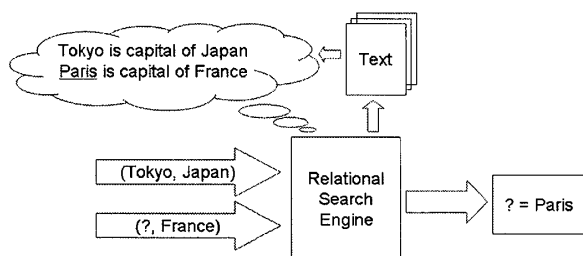 Tokyo is capital of Japan
Paris is capital of France
Text
(Tokyo, Japan)
(?, France)
Relational
Search
Engine
? = Paris